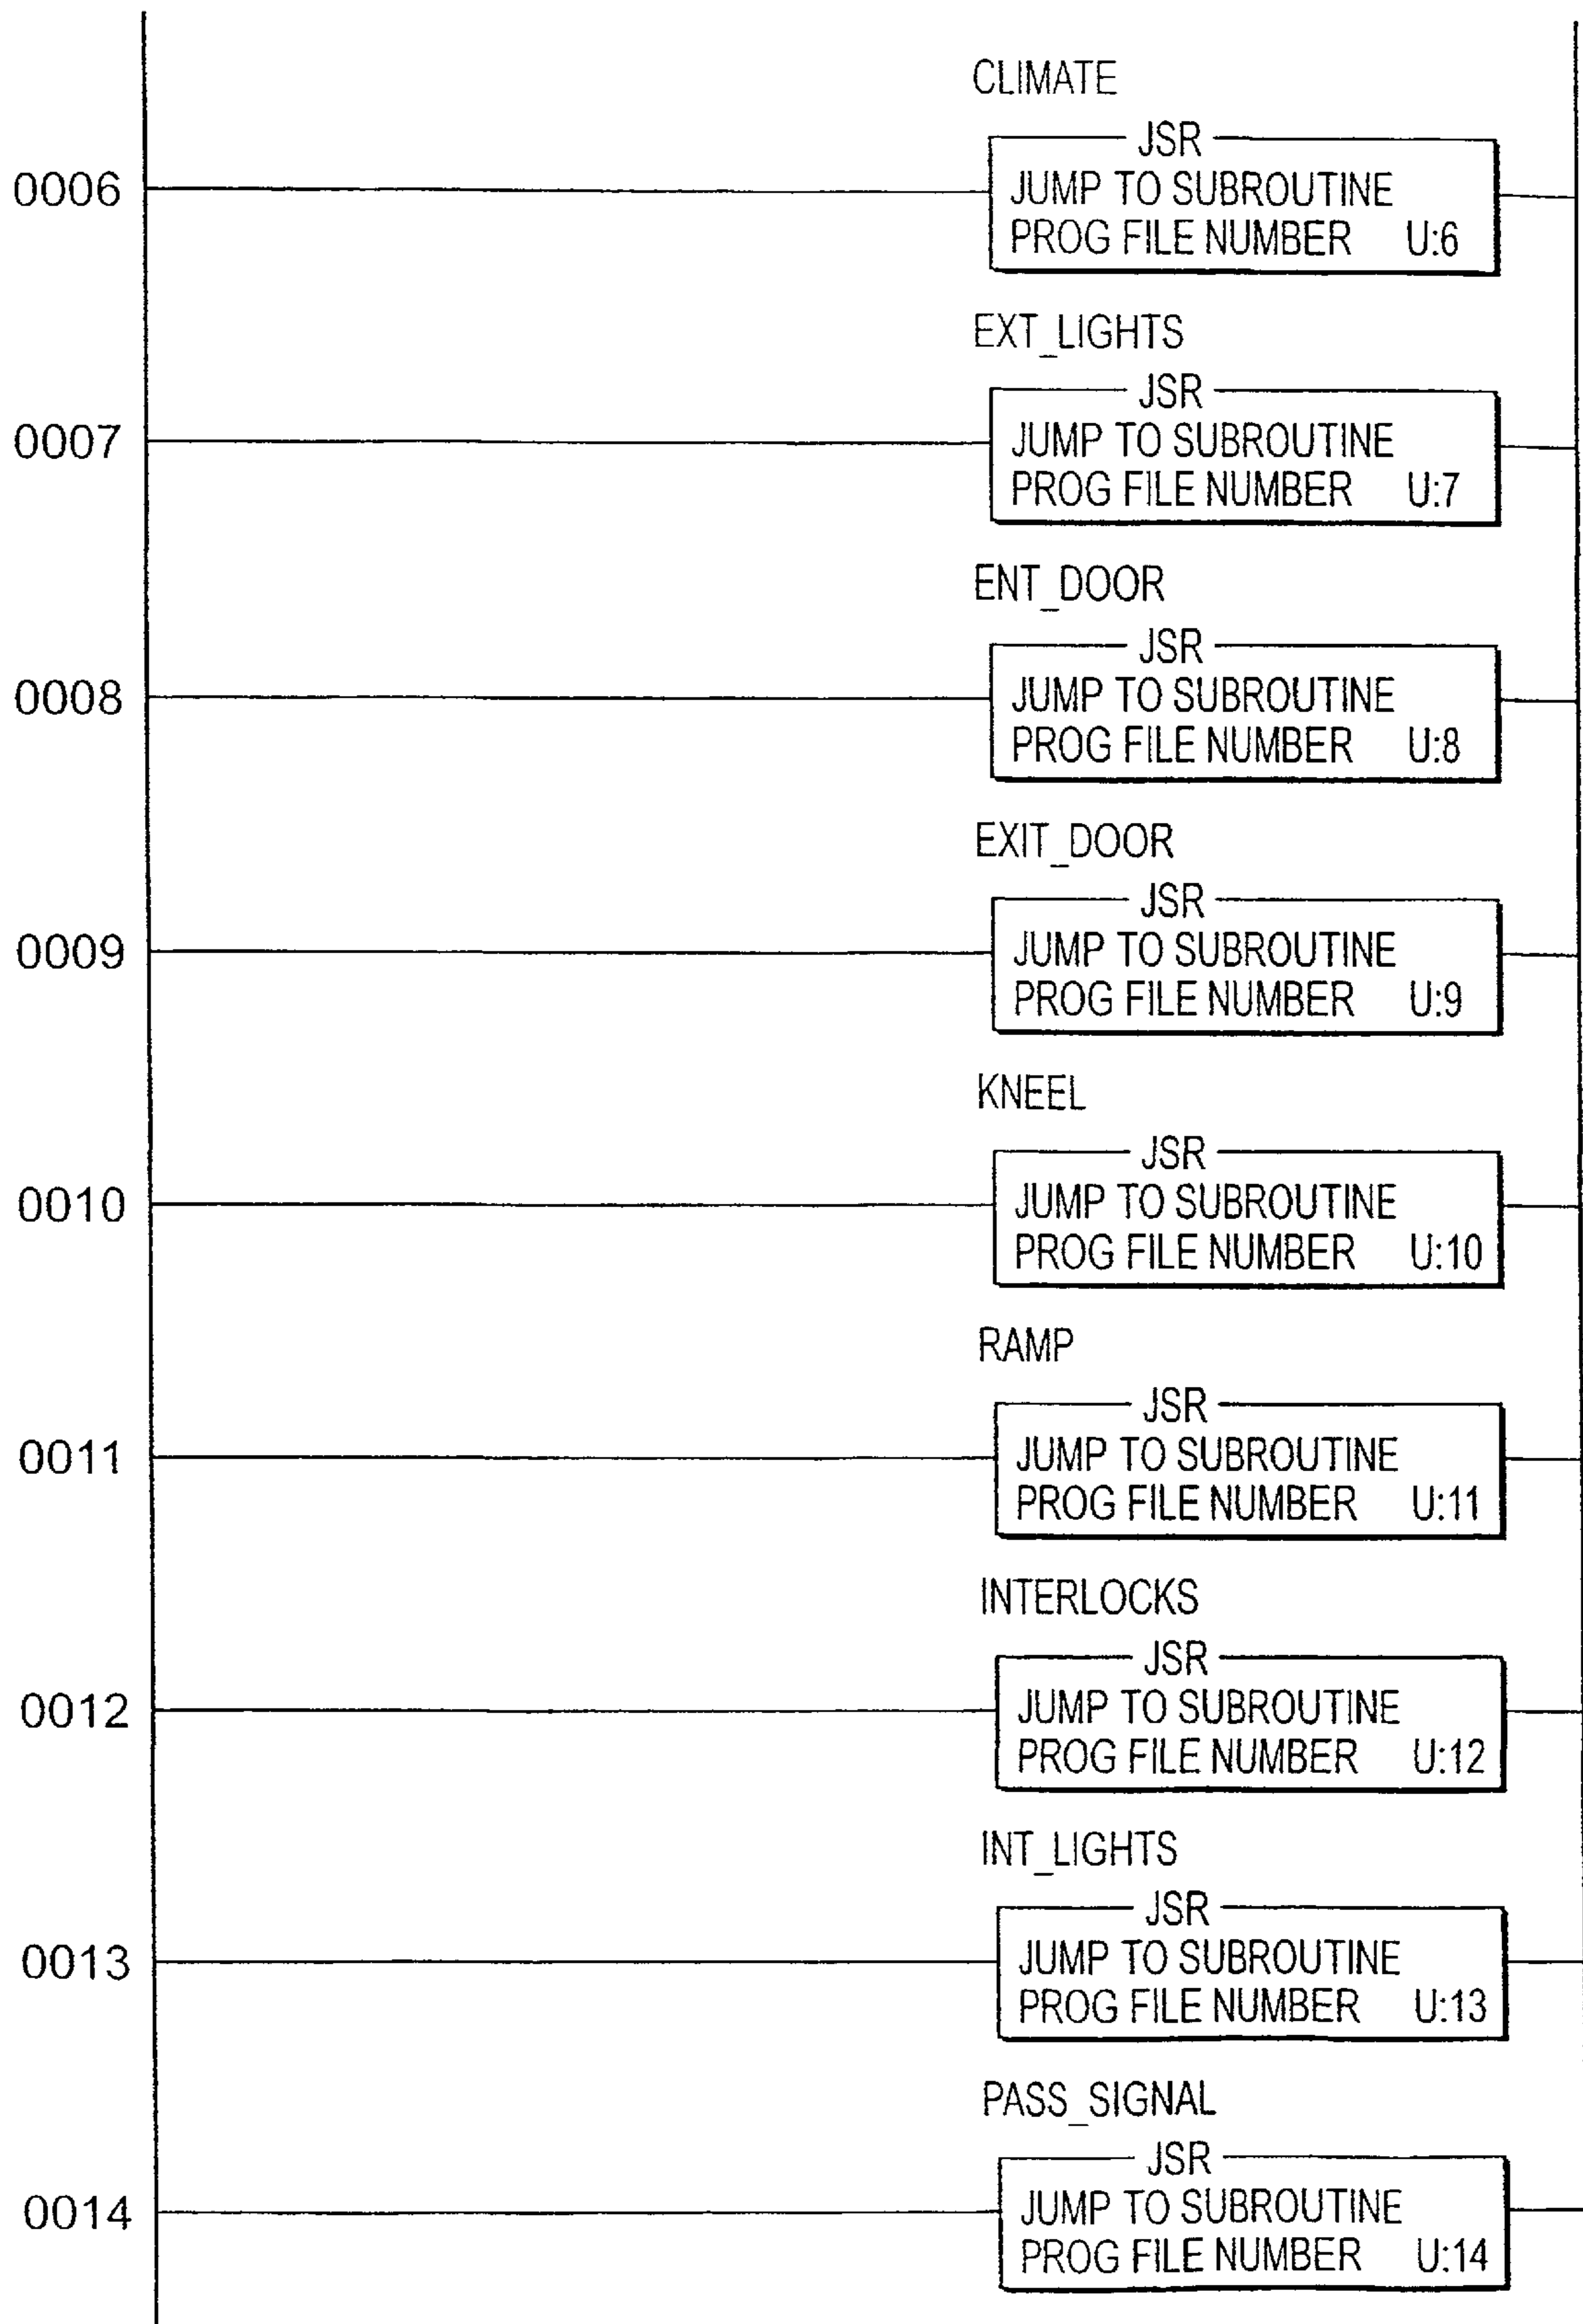 CLIMATE
JSR
0006 JUMP TO SUBROUTINE
PROG FILE NUMBER U:6
EXT_LIGHTS
JSR
0007 JUMP TO SUBROUTINE
PROG FILE NUMBER U:7
ENT_DOOR
JSR
0008 JUMP TO SUBROUTINE
PROG FILE NUMBER U:8
EXIT_DOOR
JSR
0009 JUMP TO SUBROUTINE
PROG FILE NUMBER U:9
KNEEL
JSR
0010 JUMP TO SUBROUTINE
PROG FILE NUMBER U:10
RAMP
JSR
0011 JUMP TO SUBROUTINE
PROG FILE NUMBER U:11
INTERLOCKS
JSR
0012 JUMP TO SUBROUTINE
PROG FILE NUMBER U:12
INT_LIGHTS
JSR
0013 JUMP TO SUBROUTINE
PROG FILE NUMBER U:13
PASS_SIGNAL
JSR
0014 JUMP TO SUBROUTINE
PROG FILE NUMBER U:14